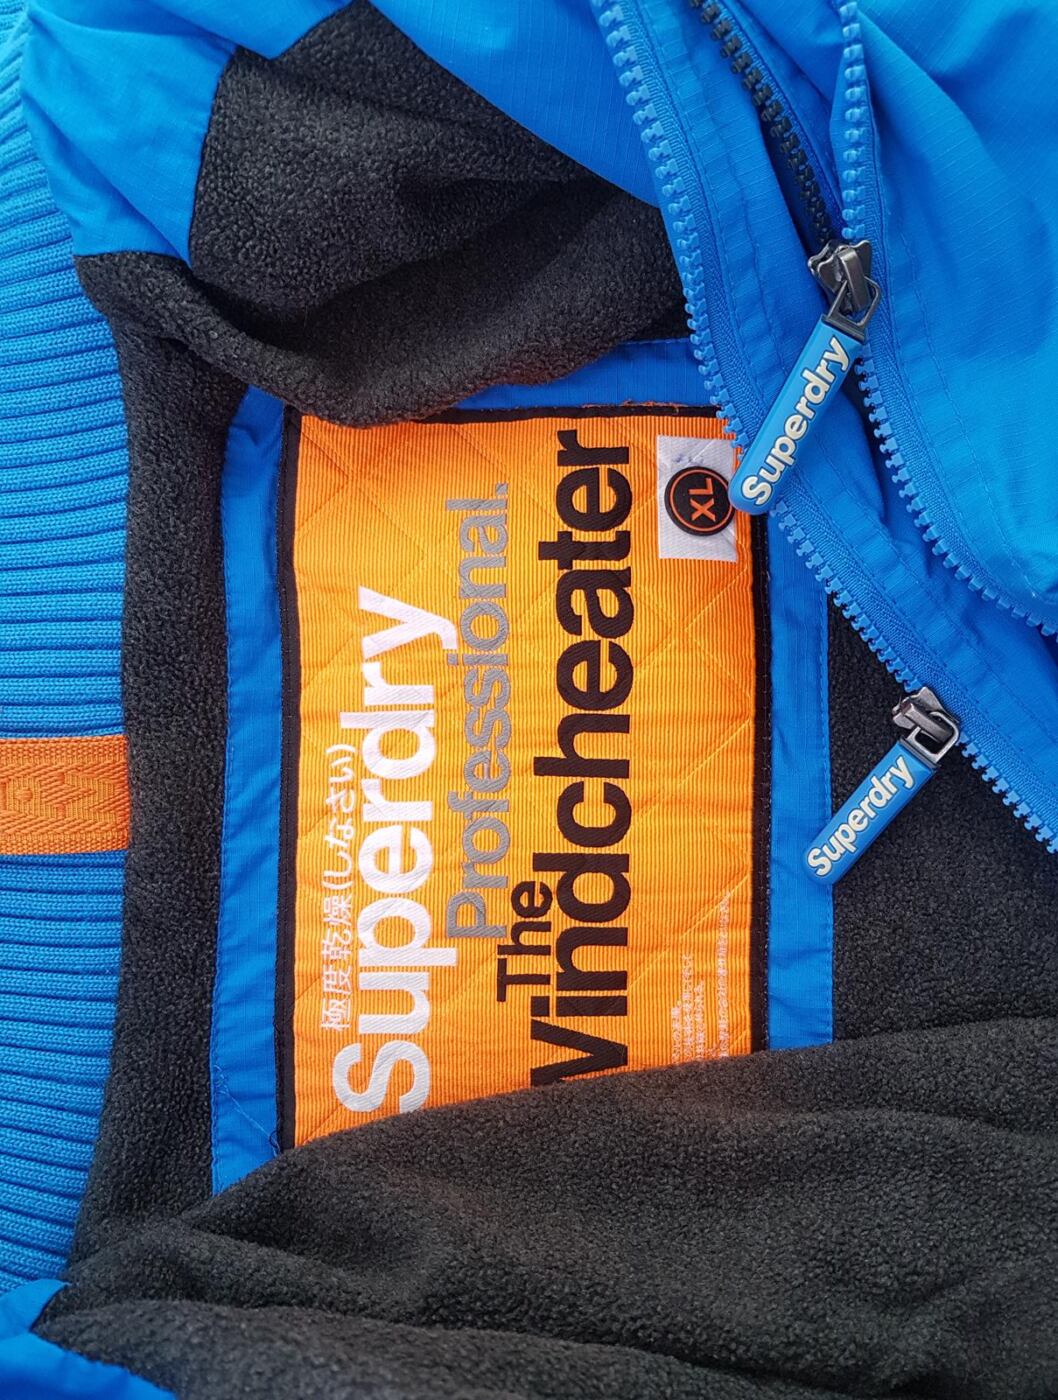 極度乾燥(しなさい)
Superdry
Professional.
The
Windcheater
XL
Superdry
Superdry